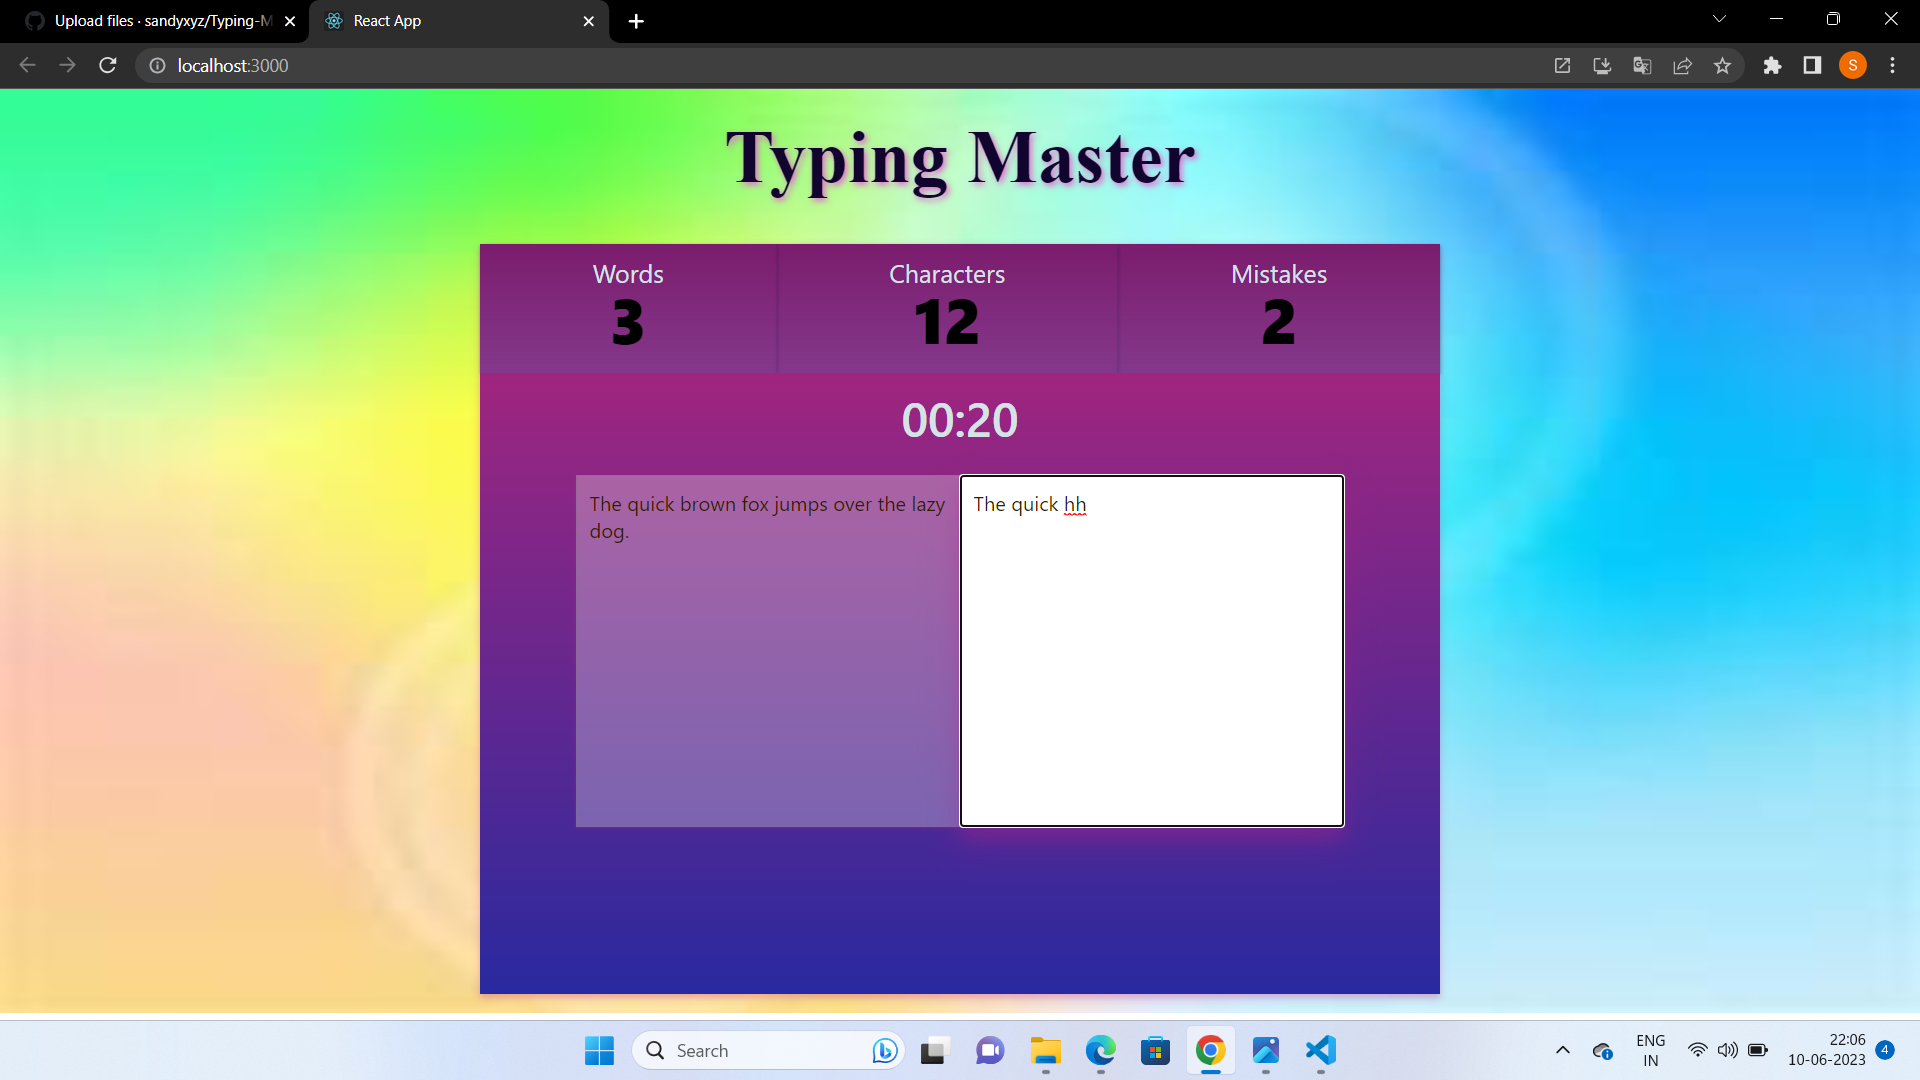 Upload files · sandyxyz/Typing-M
React App
localhost:3000
S
Typing Master
Words
Characters
Mistakes
3
12
2
00:20
The quick brown fox jumps over the lazy
dog.
The quick hh
Search
ENG
IN
22:06
10-06-2023
4